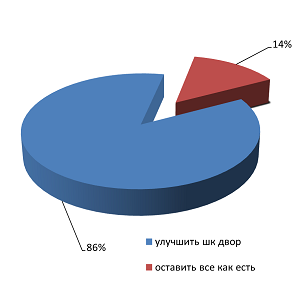 14%
86%
улучшить шк двор
оставить все как есть